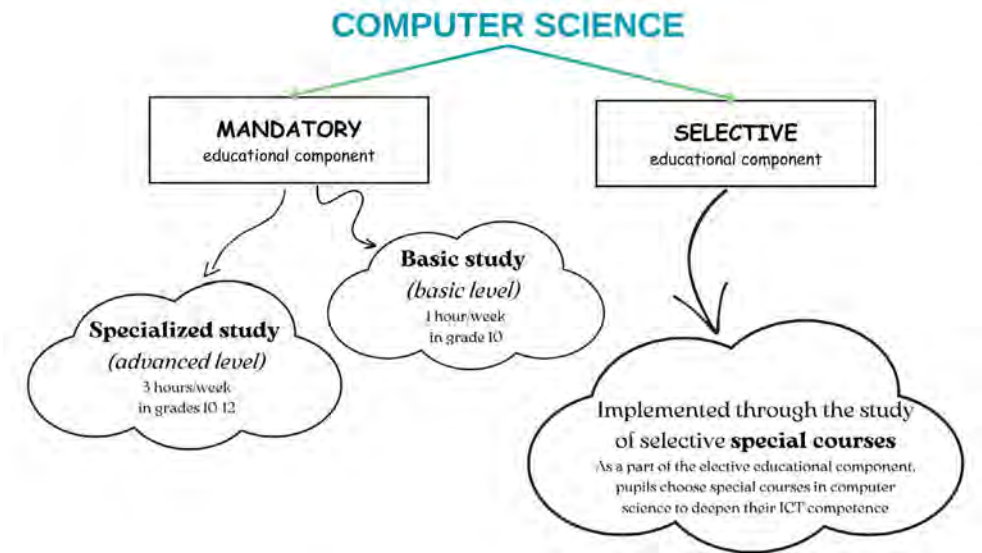 COMPUTER SCIENCE
MANDATORY
educational component
SELECTIVE
educational component
Basic study
(basic level)
1 hour/week
in grade 10
Specialized study
(advanced level)
3 hours/week
in grades 10-12
Implemented through the study
of selective special courses
As a part of the elective educational component,
pupils choose special courses in computer
science to deepen their ICT competence